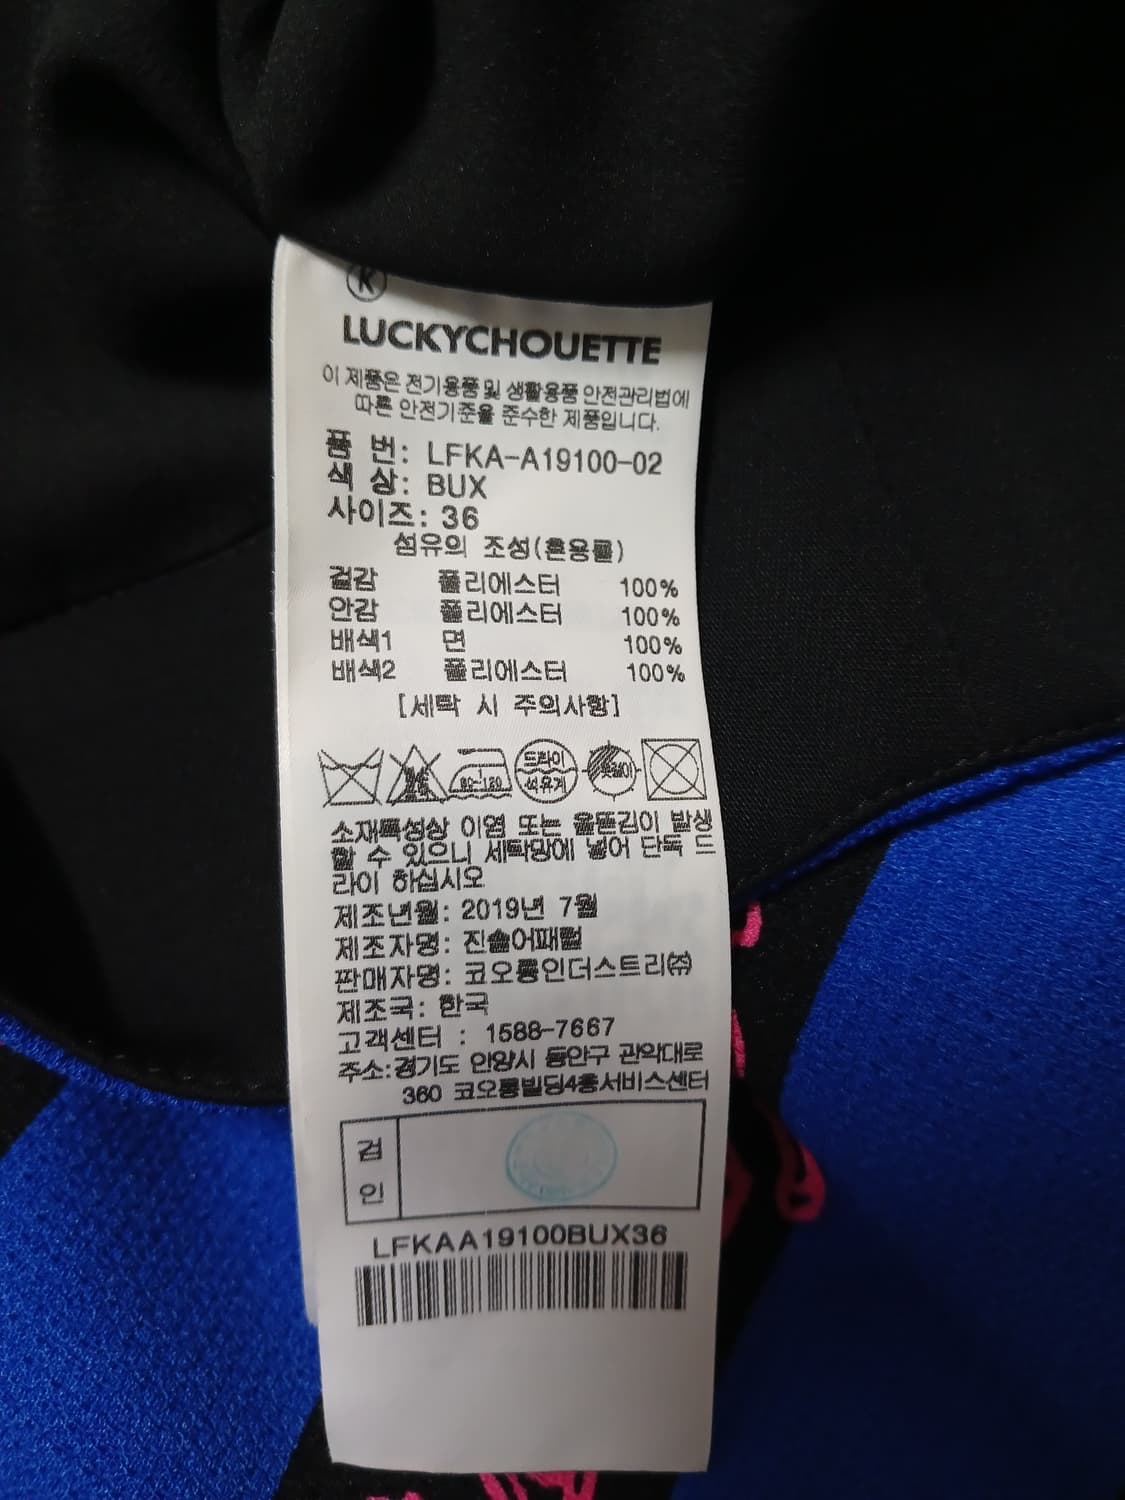 K
LUCKYCHOUETTE
이 제품은 전기용품 및 생활용품 안전관리법에
따른 안전기준을 준수한 제품입니다.
품 번: LFKA-A19100-02
색 상: BUX
사이즈: 36
섬유의 조성(혼용률)
겉감 폴리에스터 100%
안감 폴리에스터 100%
배색1 면 100%
배색2 폴리에스터 100%
[세탁 시 주의사항]
드라이
석유계
80~120
옷걸이
소재특성상 이염 또는 올뜯김이 발생
할 수 있으니 세탁망에 넣어 단독 드
라이 하십시오
제조년월: 2019년 7월
제조자명: 진솔어패럴
판매자명: 코오롱인더스트리㈜
제조국: 한국
고객센터 : 1588-7667
주소:경기도 안양시 동안구 관악대로
360 코오롱빌딩4층서비스센터
검
인
LFKAA19100BUX36